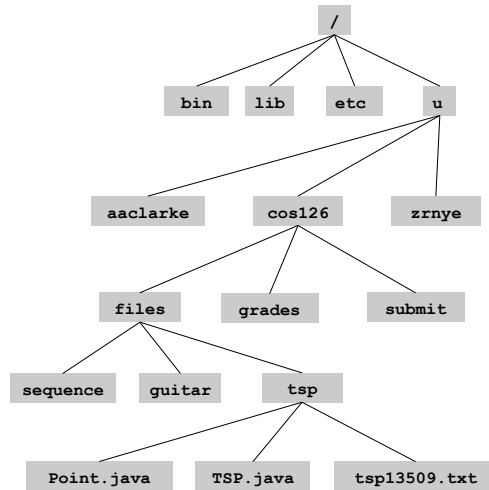 /
bin lib etc u
aaclarke cos126 zrnye
files grades submit
sequence guitar tsp
Point.java TSP.java tsp13509.txt